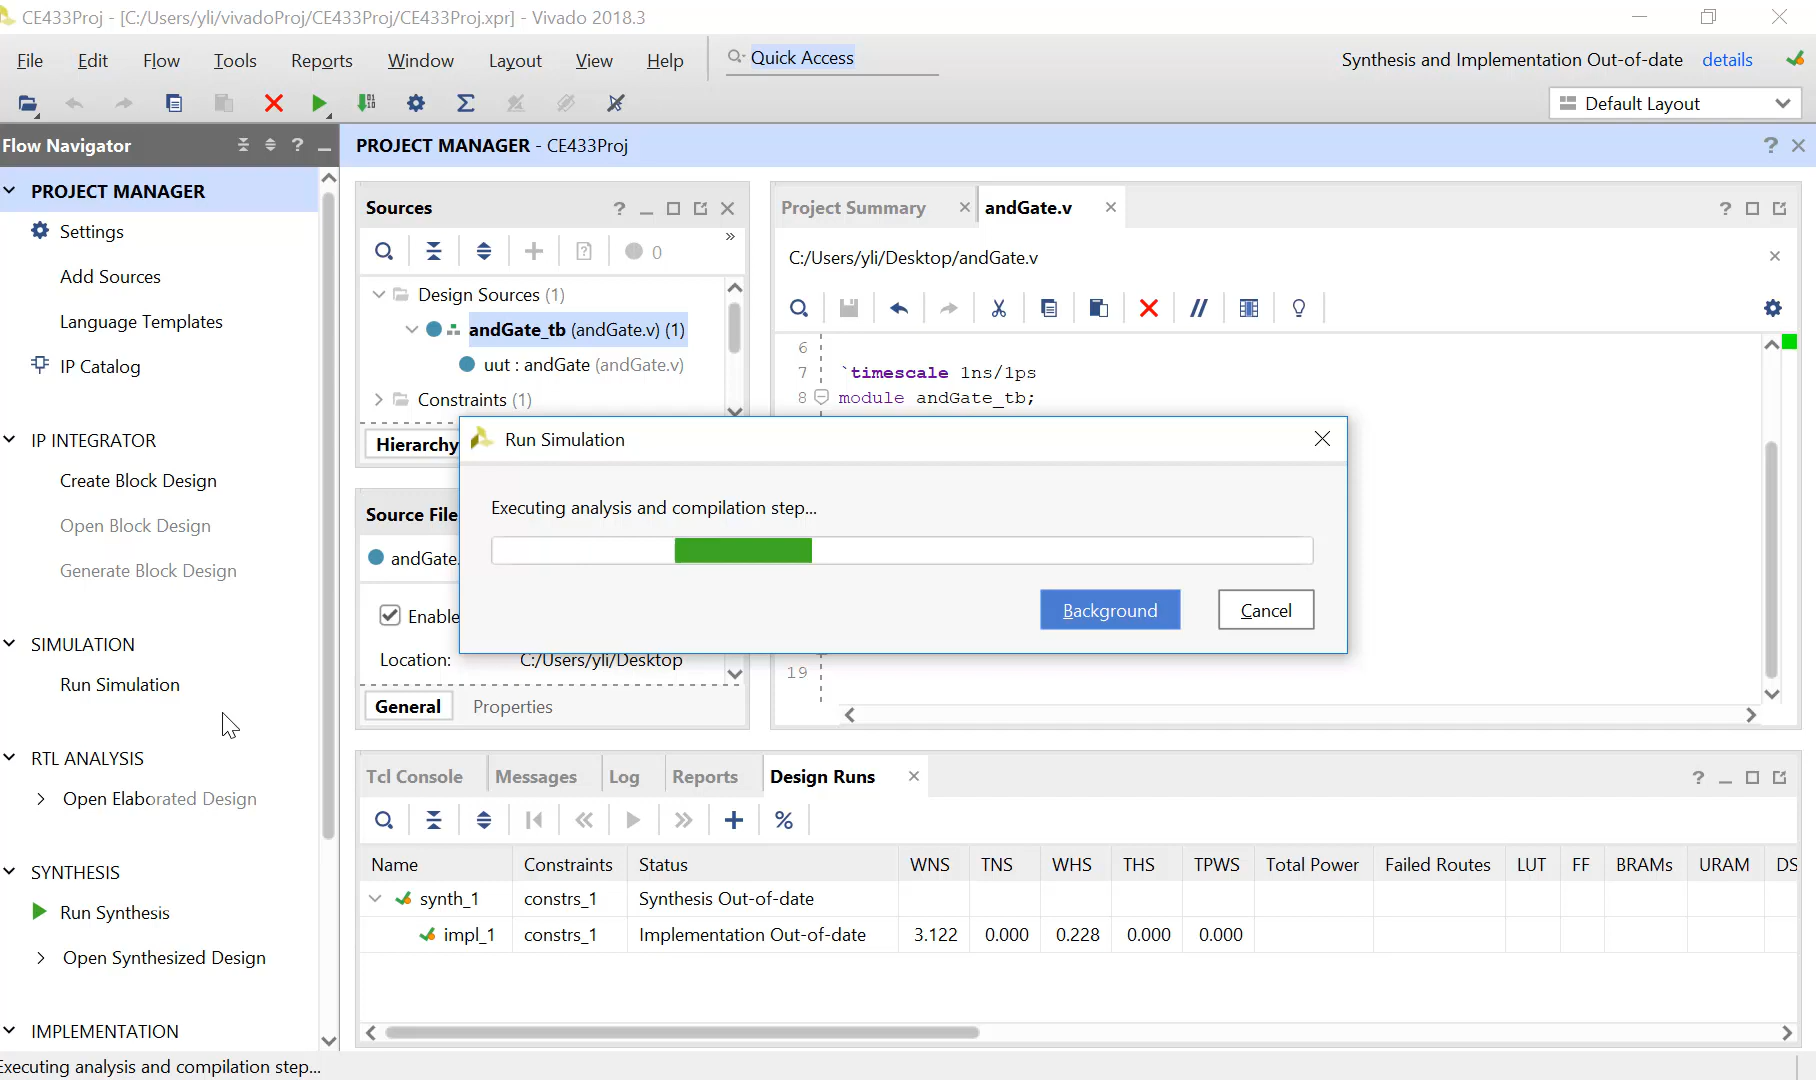 CE433Proj - [C:/Users/yli/vivadoProj/CE433Proj/CE433Proj.xpr] - Vivado 2018.3
File Edit Flow Tools Reports Window Layout View Help Quick Access
Synthesis and Implementation Out-of-date details
Default Layout
Flow Navigator
PROJECT MANAGER
Settings
Add Sources
Language Templates
IP Catalog
IP INTEGRATOR
Create Block Design
Open Block Design
Generate Block Design
SIMULATION
Run Simulation
RTL ANALYSIS
Open Elaborated Design
SYNTHESIS
Run Synthesis
Open Synthesized Design
IMPLEMENTATION
PROJECT MANAGER - CE433Proj
Sources
0
Design Sources (1)
andGate_tb (andGate.v) (1)
uut : andGate (andGate.v)
Constraints (1)
Hierarchy
Source File
andGate.
Enable
Location: C:/Users/yli/Desktop
General Properties
Project Summary andGate.v
C:/Users/yli/Desktop/andGate.v
6
7 `timescale 1ns/1ps
8 module andGate_tb;
19
Run Simulation
Executing analysis and compilation step...
Background Cancel
Tcl Console Messages Log Reports Design Runs
Name Constraints Status WNS TNS WHS THS TPWS Total Power Failed Routes LUT FF BRAMs URAM DS
synth_1 constrs_1 Synthesis Out-of-date
impl_1 constrs_1 Implementation Out-of-date 3.122 0.000 0.228 0.000 0.000
Executing analysis and compilation step...